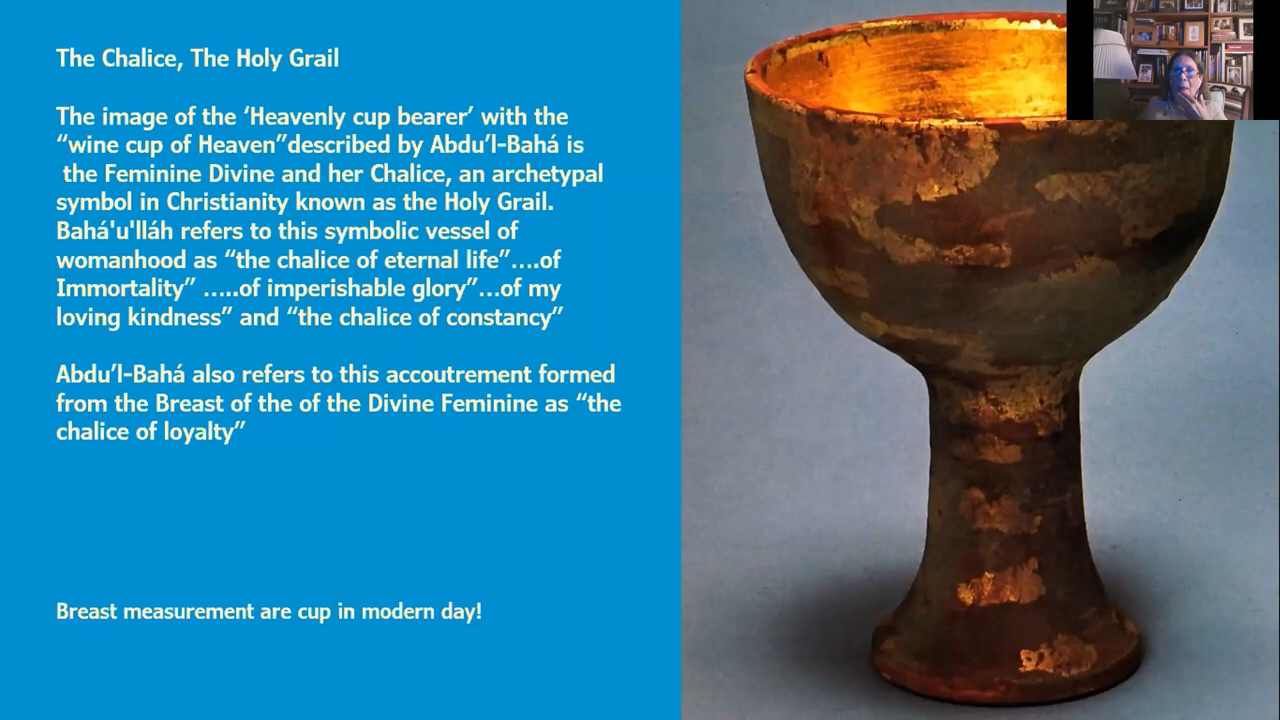 The Chalice, The Holy Grail
The image of the ‘Heavenly cup bearer’ with the
“wine cup of Heaven”described by Abdu’l-Bahá is
the Feminine Divine and her Chalice, an archetypal
symbol in Christianity known as the Holy Grail.
Bahá'u'lláh refers to this symbolic vessel of
womanhood as “the chalice of eternal life”….of
Immortality” …..of imperishable glory”…of my
loving kindness” and “the chalice of constancy”
Abdu’l-Bahá also refers to this accoutrement formed
from the Breast of the of the Divine Feminine as “the
chalice of loyalty”
Breast measurement are cup in modern day!